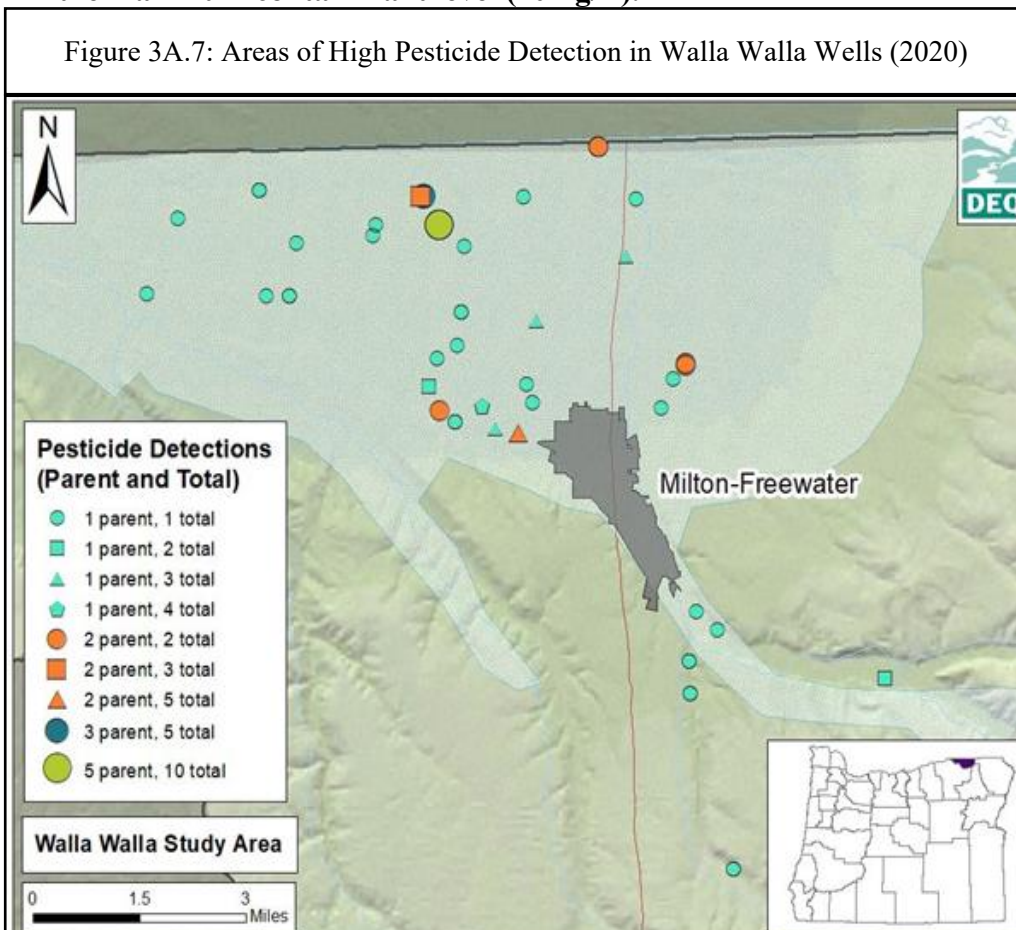 Figure 3A.7: Areas of High Pesticide Detection in Walla Walla Wells (2020)
N
DEQ
Milton-Freewater
Pesticide Detections
(Parent and Total)
1 parent, 1 total
1 parent, 2 total
1 parent, 3 total
1 parent, 4 total
2 parent, 2 total
2 parent, 3 total
2 parent, 5 total
3 parent, 5 total
5 parent, 10 total
Walla Walla Study Area
0 1.5 3
Miles